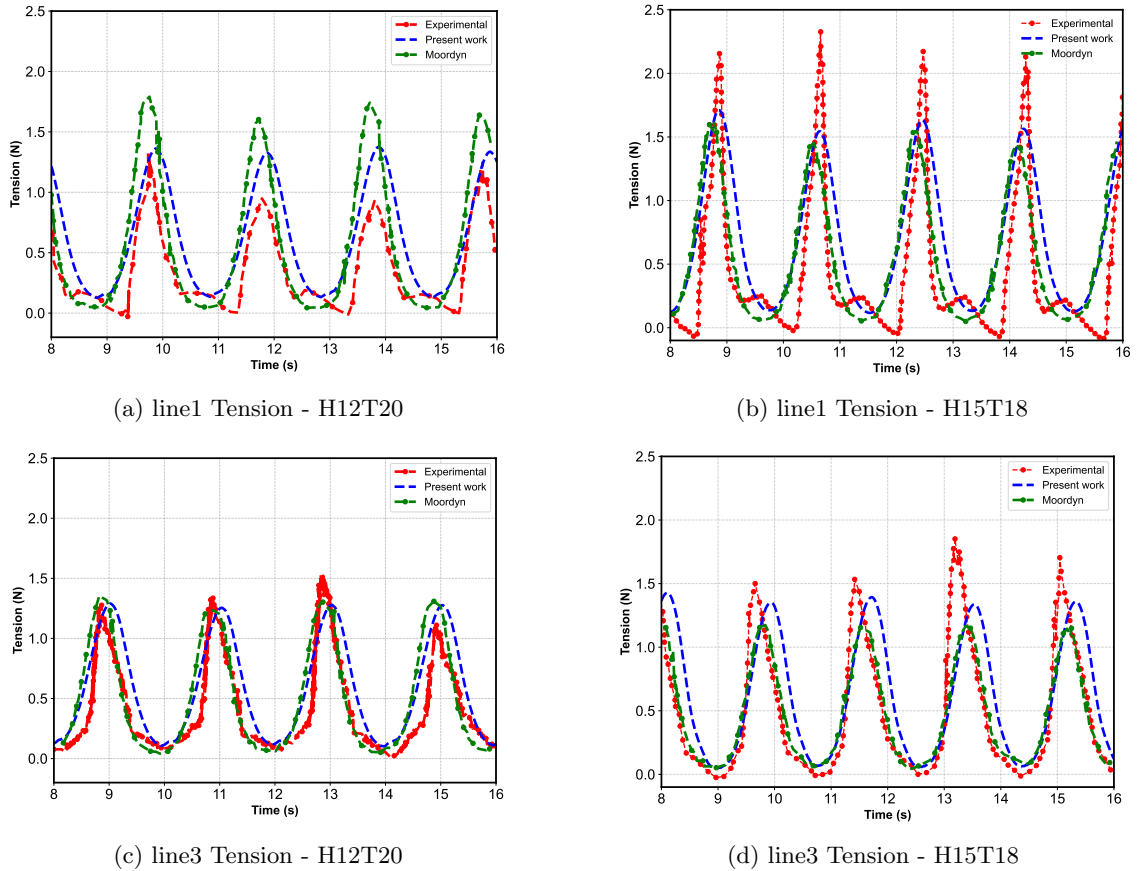 2.5
2.0
1.5
1.0
0.5
0.0
Tension (N)
8 9 10 11 12 13 14 15 16
Time (s)
Experimental
Present work
Moordyn
(a) line1 Tension - H12T20
2.5
2.0
1.5
1.0
0.5
0.0
Tension (N)
8 9 10 11 12 13 14 15 16
Time (s)
Experimental
Present work
Moordyn
(b) line1 Tension - H15T18
2.5
2.0
1.5
1.0
0.5
0.0
Tension (N)
8 9 10 11 12 13 14 15 16
Time (s)
Experimental
Present work
Moordyn
(c) line3 Tension - H12T20
2.5
2.0
1.5
1.0
0.5
0.0
Tension (N)
8 9 10 11 12 13 14 15 16
Time (s)
Experimental
Present work
Moordyn
(d) line3 Tension - H15T18